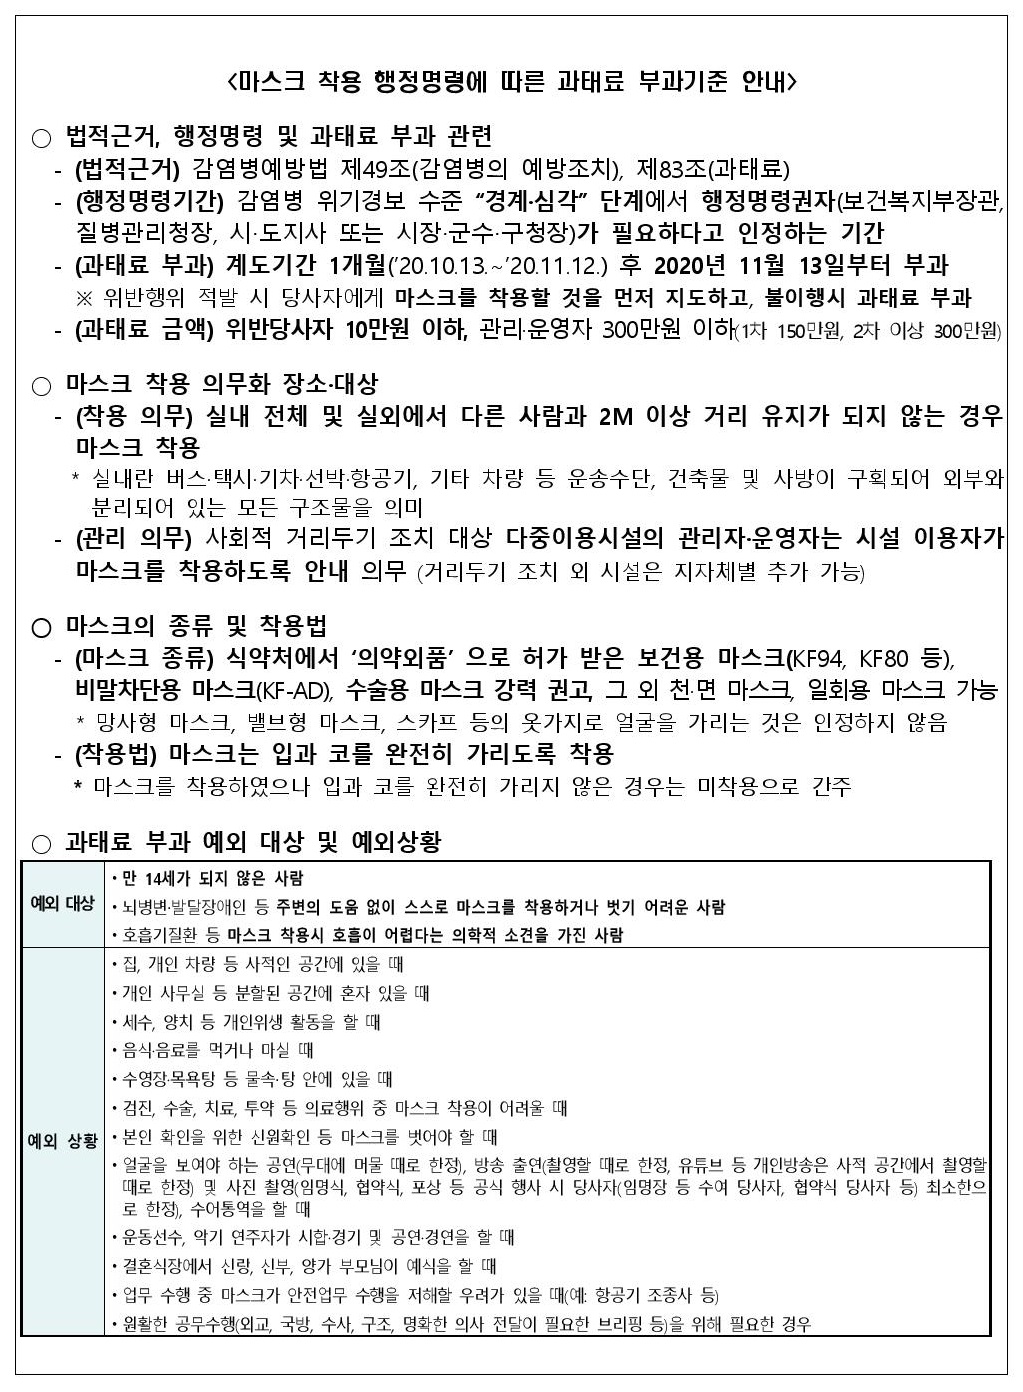 <마스크 착용 행정명령에 따른 과태료 부과기준 안내>
○ 법적근거, 행정명령 및 과태료 부과 관련
- (법적근거) 감염병예방법 제49조(감염병의 예방조치), 제83조(과태료)
- (행정명령기간) 감염병 위기경보 수준 “경계·심각” 단계에서 행정명령권자(보건복지부장관,
질병관리청장, 시·도지사 또는 시장·군수·구청장)가 필요하다고 인정하는 기간
- (과태료 부과) 계도기간 1개월(’20.10.13.~’20.11.12.) 후 2020년 11월 13일부터 부과
※ 위반행위 적발 시 당사자에게 마스크를 착용할 것을 먼저 지도하고, 불이행시 과태료 부과
- (과태료 금액) 위반당사자 10만원 이하, 관리·운영자 300만원 이하(1차 150만원, 2차 이상 300만원)
○ 마스크 착용 의무화 장소·대상
- (착용 의무) 실내 전체 및 실외에서 다른 사람과 2M 이상 거리 유지가 되지 않는 경우
마스크 착용
* 실내란 버스·택시·기차·선박·항공기, 기타 차량 등 운송수단, 건축물 및 사방이 구획되어 외부와
분리되어 있는 모든 구조물을 의미
- (관리 의무) 사회적 거리두기 조치 대상 다중이용시설의 관리자·운영자는 시설 이용자가
마스크를 착용하도록 안내 의무 (거리두기 조치 외 시설은 지자체별 추가 가능)
○ 마스크의 종류 및 착용법
- (마스크 종류) 식약처에서 ‘의약외품’ 으로 허가 받은 보건용 마스크(KF94, KF80 등),
비말차단용 마스크(KF-AD), 수술용 마스크 강력 권고, 그 외 천·면 마스크, 일회용 마스크 가능
* 망사형 마스크, 밸브형 마스크, 스카프 등의 옷가지로 얼굴을 가리는 것은 인정하지 않음
- (착용법) 마스크는 입과 코를 완전히 가리도록 착용
* 마스크를 착용하였으나 입과 코를 완전히 가리지 않은 경우는 미착용으로 간주
○ 과태료 부과 예외 대상 및 예외상황
예외 대상
• 만 14세가 되지 않은 사람
• 뇌병변·발달장애인 등 주변의 도움 없이 스스로 마스크를 착용하거나 벗기 어려운 사람
• 호흡기질환 등 마스크 착용시 호흡이 어렵다는 의학적 소견을 가진 사람
예외 상황
• 집, 개인 차량 등 사적인 공간에 있을 때
• 개인 사무실 등 분할된 공간에 혼자 있을 때
• 세수, 양치 등 개인위생 활동을 할 때
• 음식·음료를 먹거나 마실 때
• 수영장·목욕탕 등 물속·탕 안에 있을 때
• 검진, 수술, 치료, 투약 등 의료행위 중 마스크 착용이 어려울 때
• 본인 확인을 위한 신원확인 등 마스크를 벗어야 할 때
• 얼굴을 보여야 하는 공연(무대에 머물 때로 한정), 방송 출연(촬영할 때로 한정, 유튜브 등 개인방송은 사적 공간에서 촬영할
때로 한정) 및 사진 촬영(임명식, 협약식, 포상 등 공식 행사 시 당사자(임명장 등 수여 당사자, 협약식 당사자 등) 최소한으
로 한정), 수어통역을 할 때
• 운동선수, 악기 연주자가 시합·경기 및 공연·경연을 할 때
• 결혼식장에서 신랑, 신부, 양가 부모님이 예식을 할 때
• 업무 수행 중 마스크가 안전업무 수행을 저해할 우려가 있을 때(예: 항공기 조종사 등)
• 원활한 공무수행(외교, 국방, 수사, 구조, 명확한 의사 전달이 필요한 브리핑 등)을 위해 필요한 경우